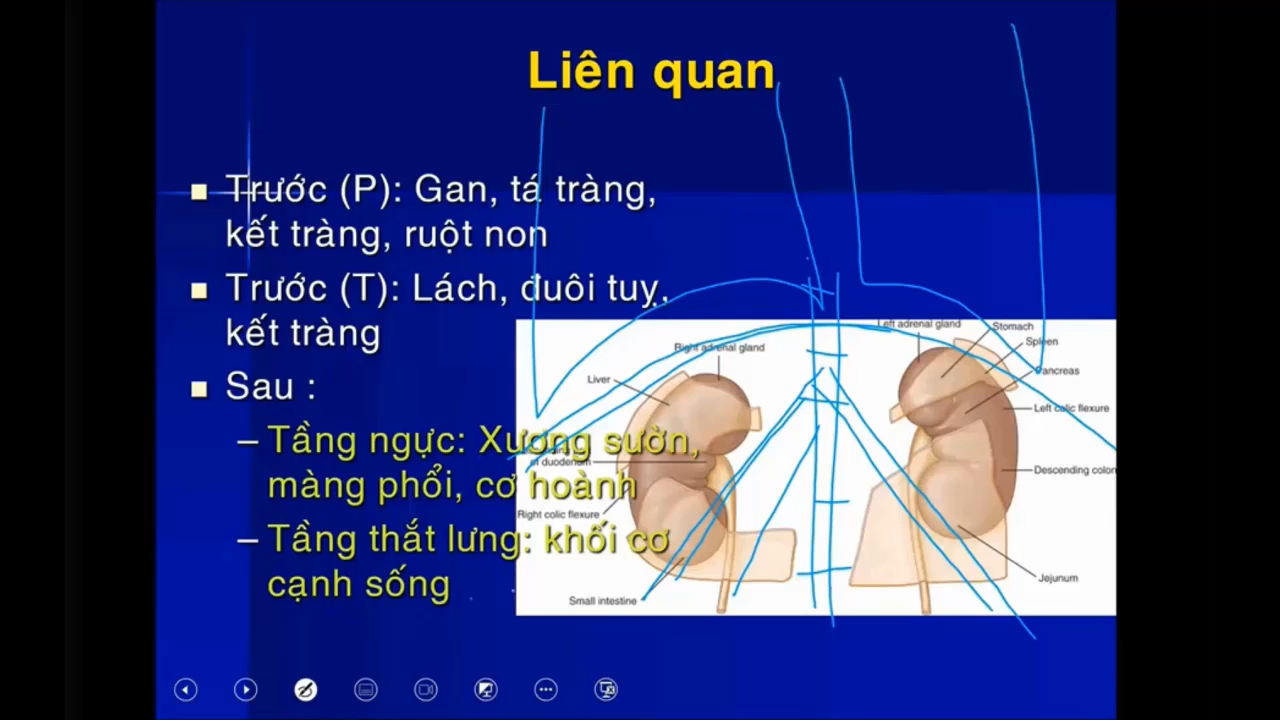 Liên quan
Trước (P): Gan, tá tràng,
kết tràng, ruột non
Trước (T): Lách, đuôi tuỵ,
kết tràng
Sau :
– Tầng ngực: Xương sườn,
màng phổi, cơ hoành
– Tầng thắt lưng: khối cơ
cạnh sống
Right adrenal gland
Liver
of duodenum
Right colic flexure
Small intestine
Left adrenal gland
Stomach
Spleen
Pancreas
Left colic flexure
Descending colon
Jejunum